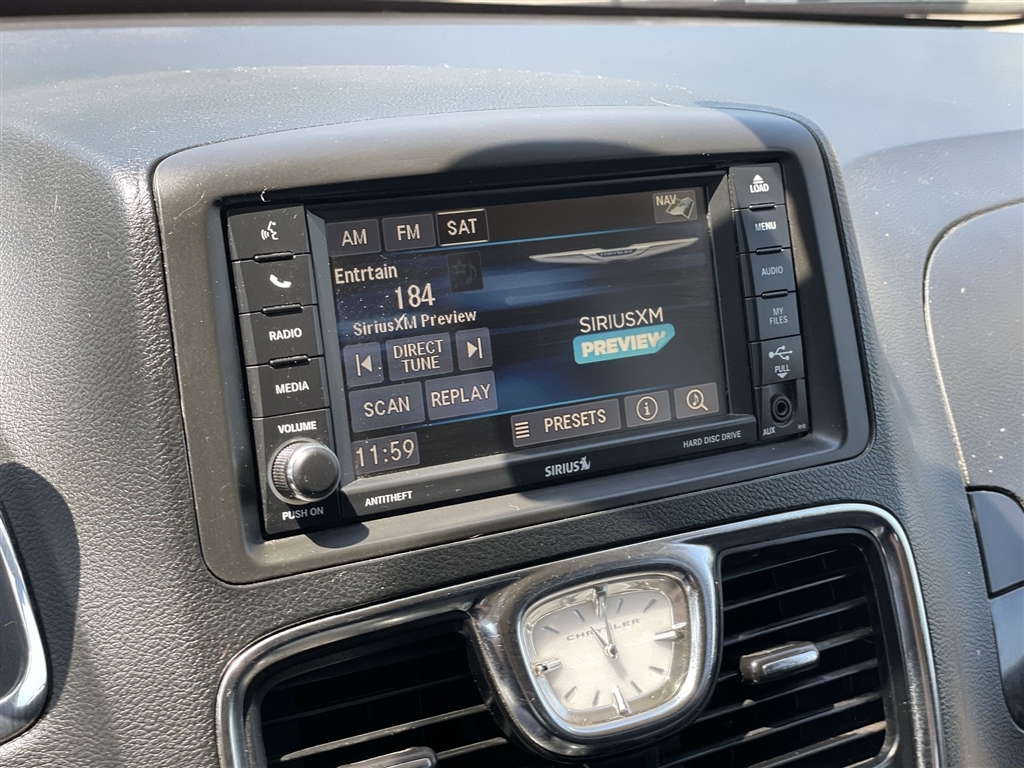 AM FM SAT NAV
Entrtain
184
SiriusXM Preview
DIRECT
TUNE
SCAN REPLAY
11:59
PRESETS
SIRIUSXM
PREVIEW
RADIO
MEDIA
VOLUME
PUSH ON
ANTITHEFT
SIRIUS
HARD DISC DRIVE
LOAD
MENU
AUDIO
MY
FILES
PULL
AUX
CHRYSLER